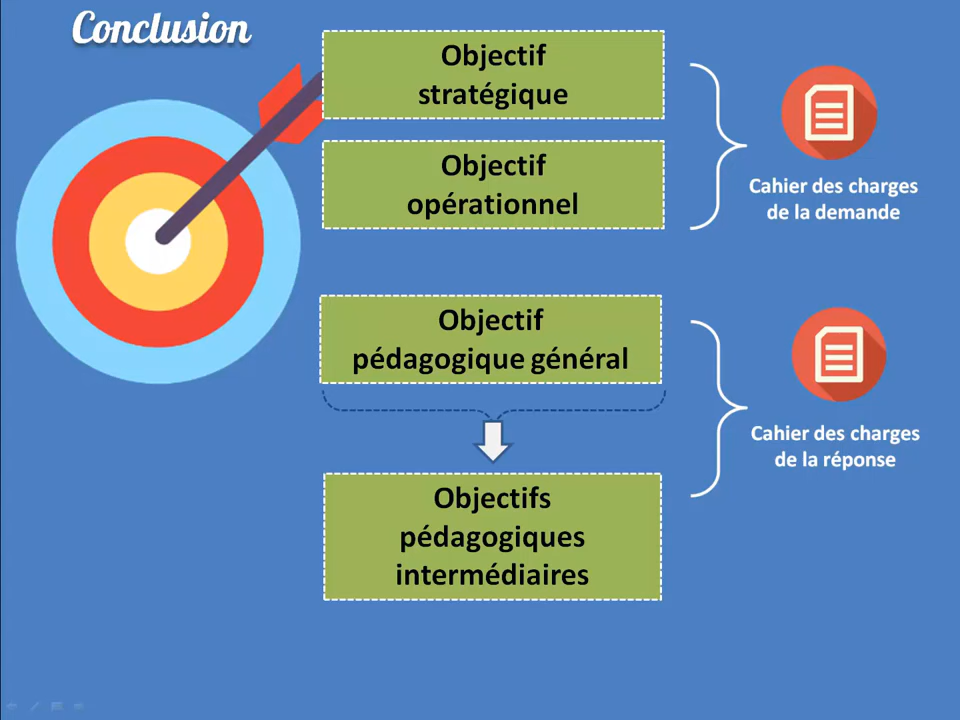 Conclusion
Objectif
stratégique
Objectif
opérationnel
Cahier des charges
de la demande
Objectif
pédagogique général
Objectifs
pédagogiques
intermédiaires
Cahier des charges
de la réponse